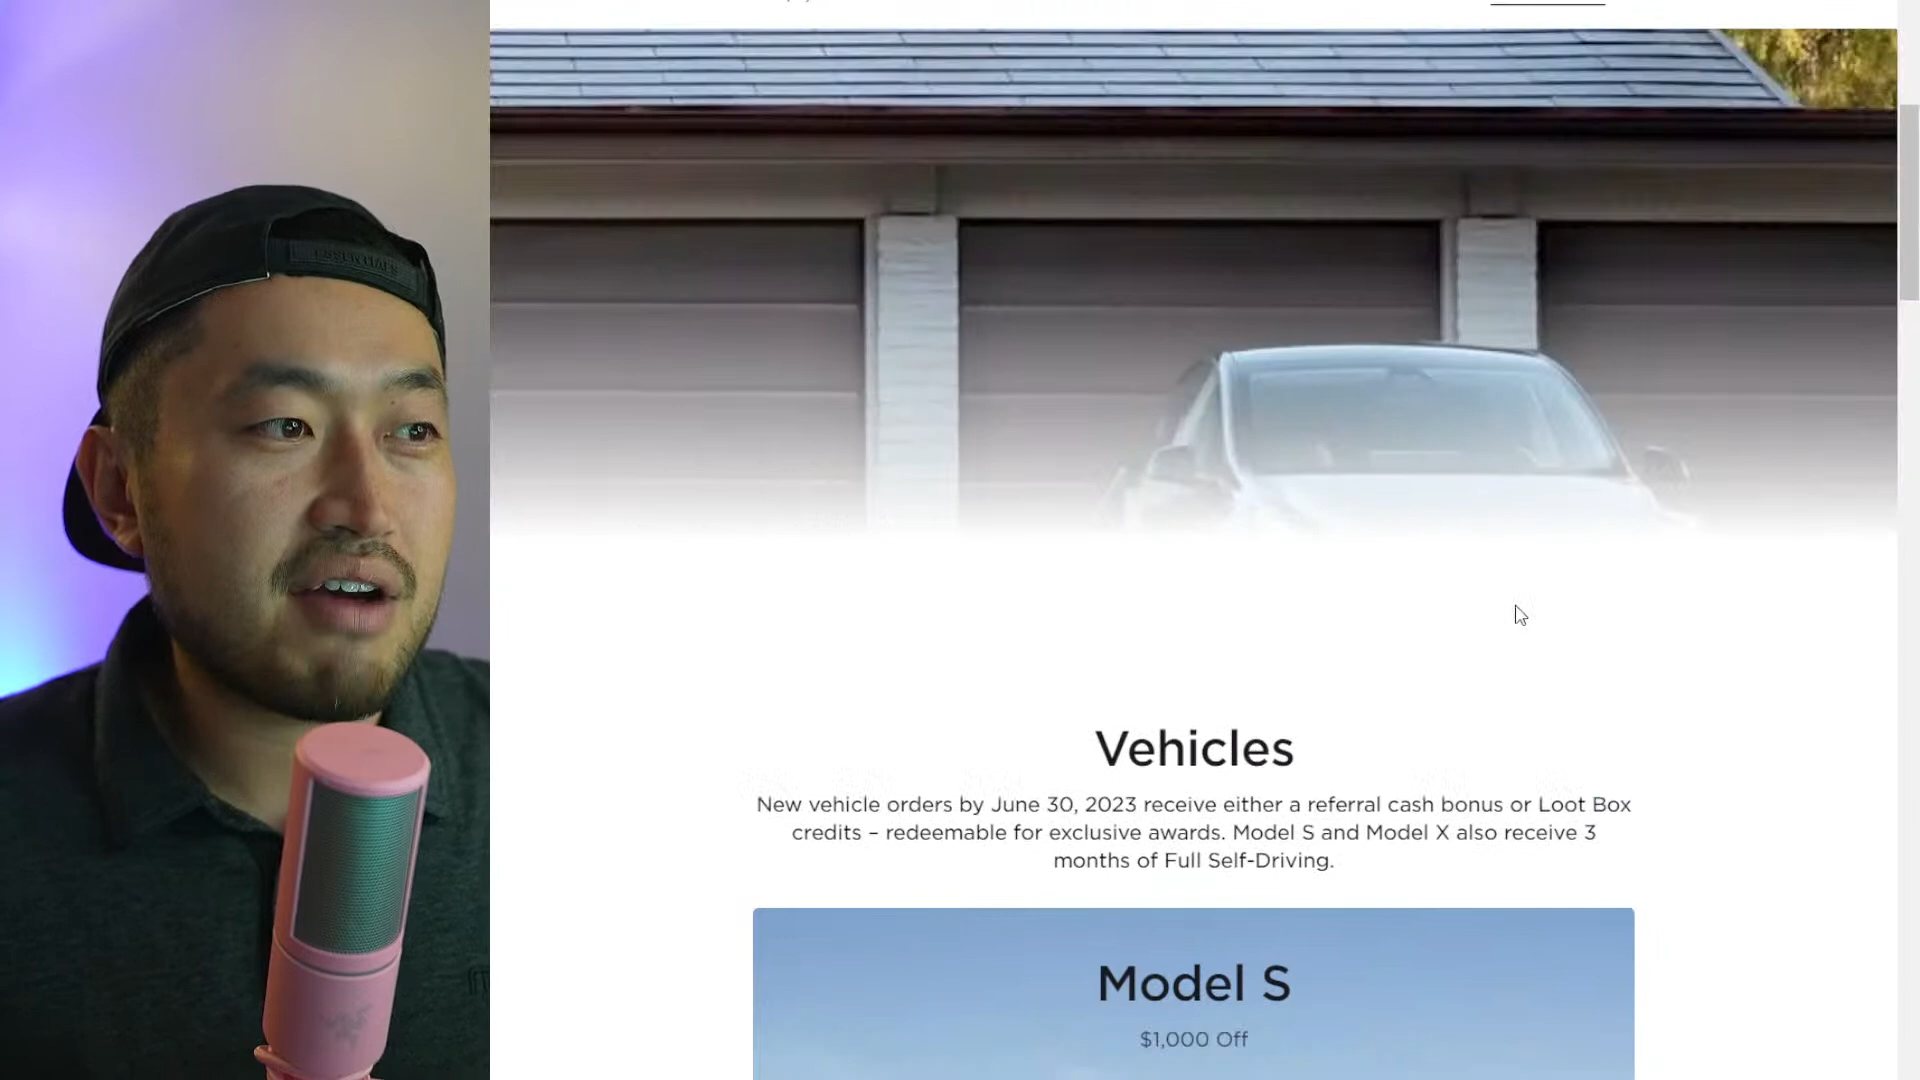 ESSENTIALS
Vehicles
New vehicle orders by June 30, 2023 receive either a referral cash bonus or Loot Box
credits – redeemable for exclusive awards. Model S and Model X also receive 3
months of Full Self-Driving.
Model S
$1,000 Off